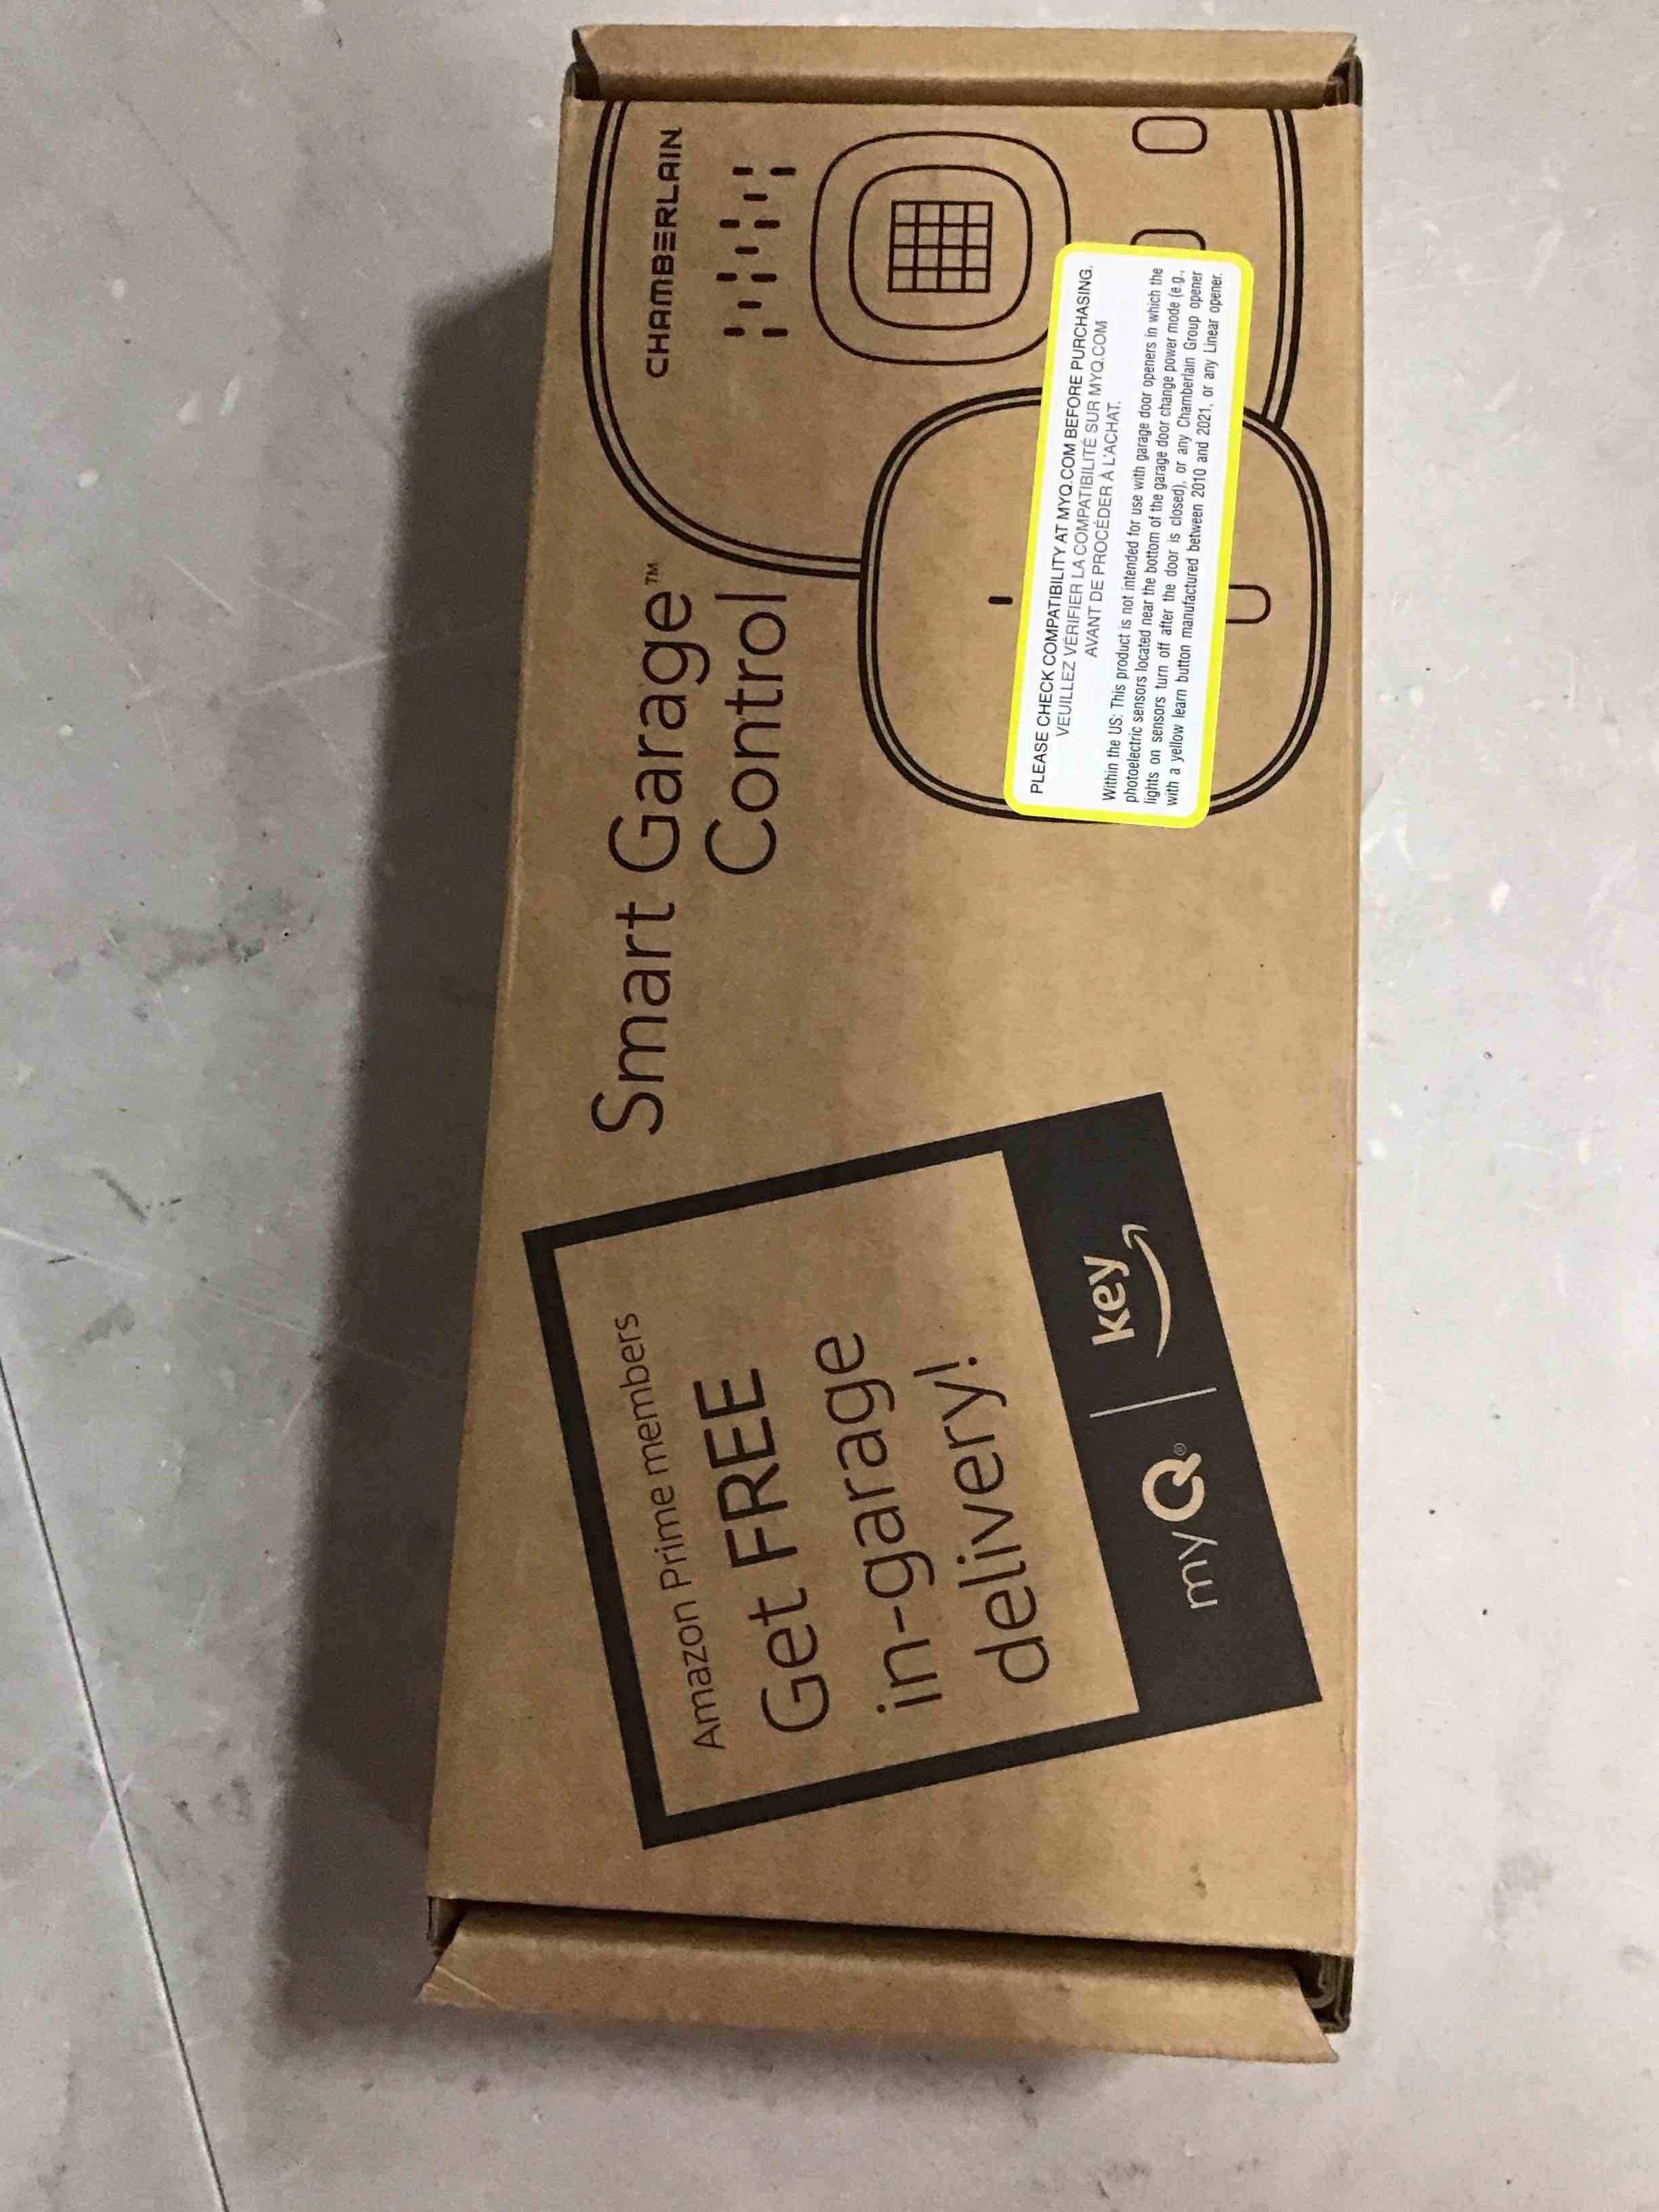 CHAMBERLAIN
Smart Garage™
Control
Amazon Prime members
Get FREE
in-garage
delivery!
myQ® | key
PLEASE CHECK COMPATIBILITY AT MYQ.COM BEFORE PURCHASING.
VEUILLEZ VÉRIFIER LA COMPATIBILITÉ SUR MYQ.COM
AVANT DE PROCÉDER À L'ACHAT.
Within the US: This product is not intended for use with garage door openers in which the
photoelectric sensors located near the bottom of the garage door change power mode (e.g.,
lights on sensors turn off after the door is closed), or any Chamberlain Group opener
with a yellow learn button manufactured between 2010 and 2021, or any Linear opener.